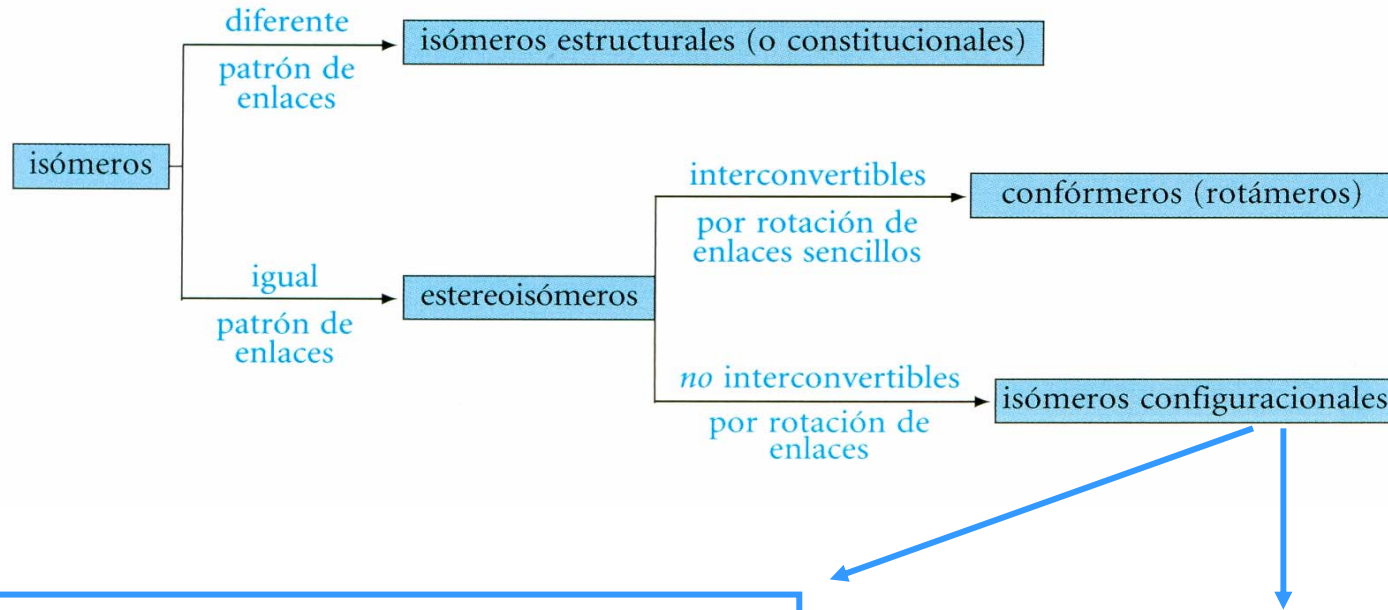 diferente
patrón de
enlaces
isómeros estructurales (o constitucionales)
isómeros
igual
patrón de
enlaces
estereoisómeros
interconvertibles
por rotación de
enlaces sencillos
confórmeros (rotámeros)
no interconvertibles
por rotación de
enlaces
isómeros configuracionales